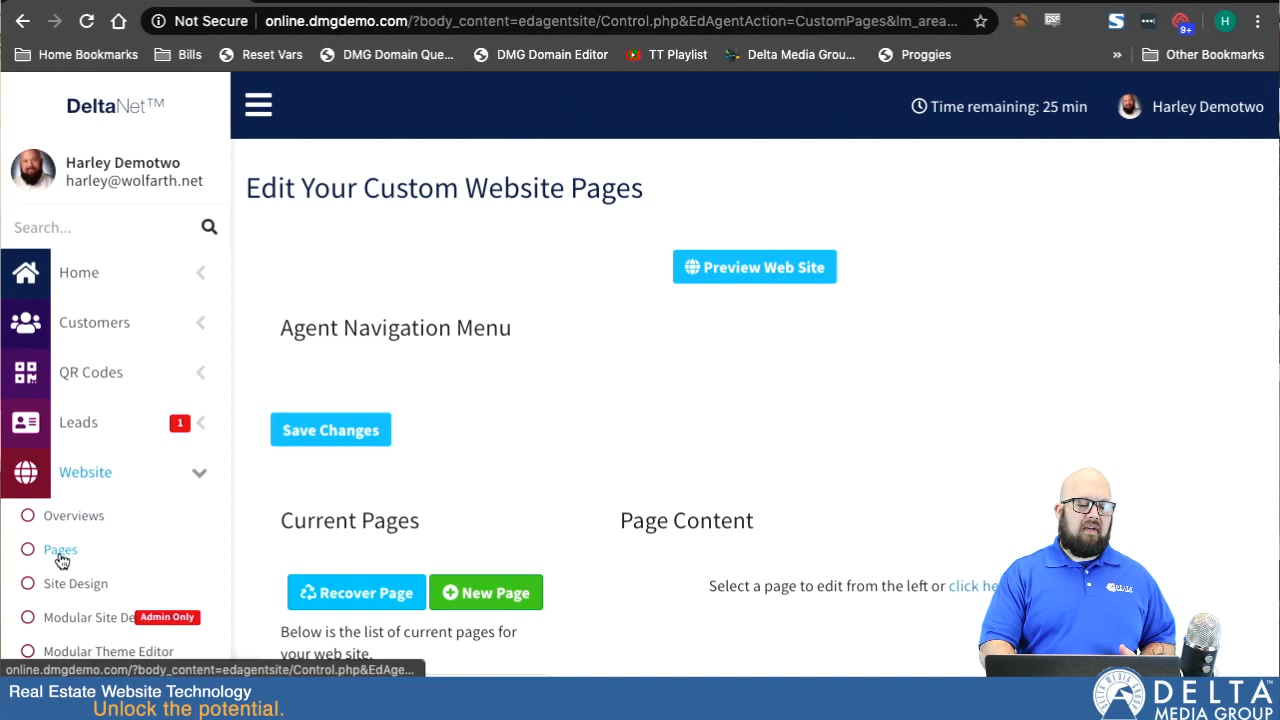 Not Secure | online.dmgdemo.com/?body_content=edagentsite/Control.php&EdAgentAction=CustomPages&lm_area...
CSF
S
9+
H
Home Bookmarks
Bills
Reset Vars
DMG Domain Que...
DMG Domain Editor
TT Playlist
Delta Media Grou...
Proggies
»
Other Bookmarks
DeltaNet™
Time remaining: 25 min
Harley Demotwo
Harley Demotwo
harley@wolfarth.net
Search...
Home
Customers
QR Codes
Leads
1
Website
Overviews
Pages
Site Design
Modular Site De
Admin Only
Modular Theme Editor
Edit Your Custom Website Pages
Preview Web Site
Agent Navigation Menu
Save Changes
Current Pages
Recover Page
New Page
Below is the list of current pages for
your web site.
Page Content
Select a page to edit from the left or click he
DELTA
online.dmgdemo.com/?body_content=edagentsite/Control.php&EdAge...
Real Estate Website Technology
Unlock the potential.
DELTA
MEDIA GROUP